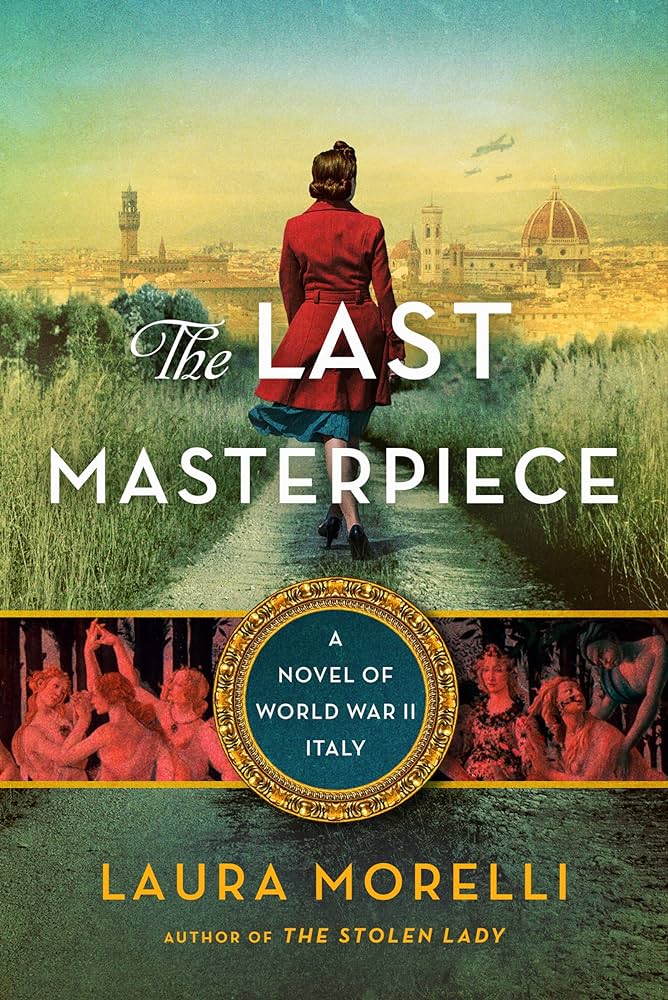 The LAST
MASTERPIECE
A
NOVEL OF
WORLD WAR II
ITALY
LAURA MORELLI
AUTHOR OF THE STOLEN LADY